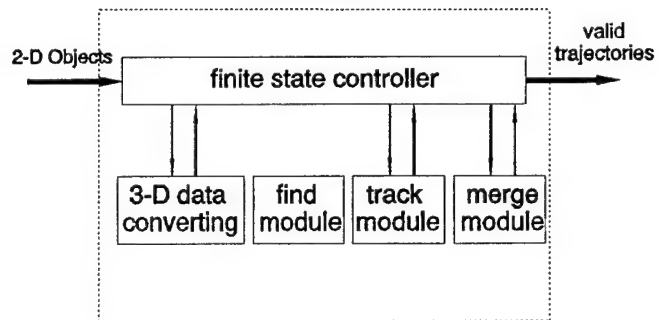 2-D Objects
valid
trajectories
finite state controller
3-D data
converting
find
module
track
module
merge
module